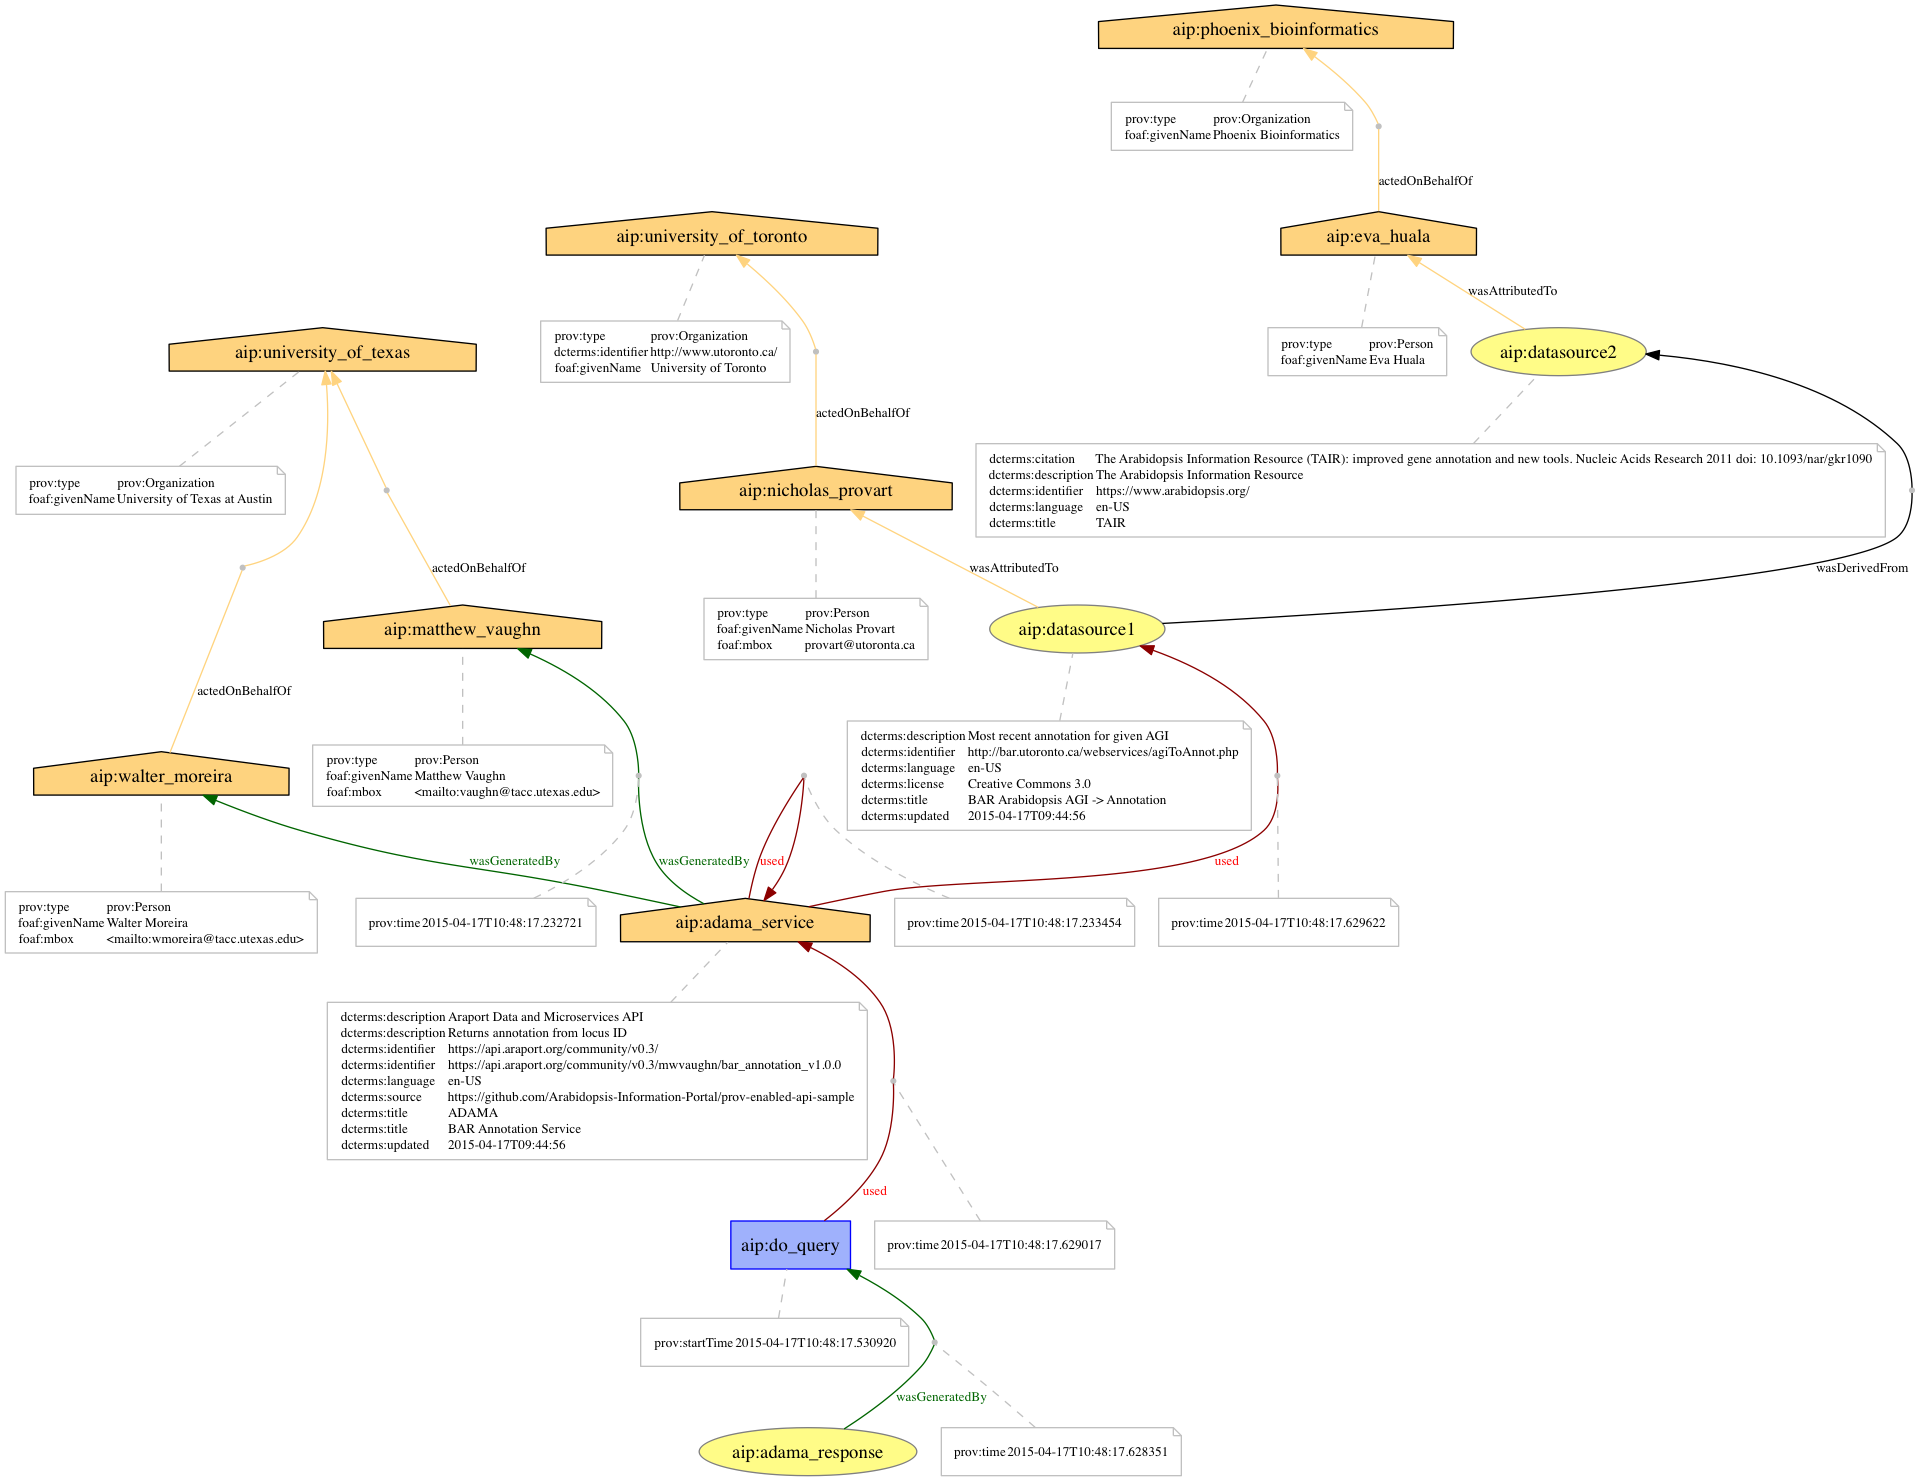 aip:phoenix_bioinformatics
prov:type prov:Organization
foaf:givenName Phoenix Bioinformatics
actedOnBehalfOf
aip:university_of_toronto
aip:eva_huala
wasAttributedTo
prov:type prov:Organization
dcterms:identifier http://www.utoronto.ca/
foaf:givenName University of Toronto
prov:type prov:Person
foaf:givenName Eva Huala
aip:datasource2
aip:university_of_texas
actedOnBehalfOf
dcterms:citation The Arabidopsis Information Resource (TAIR): improved gene annotation and new tools. Nucleic Acids Research 2011 doi: 10.1093/nar/gkr1090
dcterms:description The Arabidopsis Information Resource
dcterms:identifier https://www.arabidopsis.org/
dcterms:language en-US
dcterms:title TAIR
prov:type prov:Organization
foaf:givenName University of Texas at Austin
aip:nicholas_provart
actedOnBehalfOf
wasAttributedTo
wasDerivedFrom
aip:matthew_vaughn
prov:type prov:Person
foaf:givenName Nicholas Provart
foaf:mbox provart@utoronta.ca
aip:datasource1
actedOnBehalfOf
aip:walter_moreira
prov:type prov:Person
foaf:givenName Matthew Vaughn
foaf:mbox <mailto:vaughn@tacc.utexas.edu>
dcterms:description Most recent annotation for given AGI
dcterms:identifier http://bar.utoronto.ca/webservices/agiToAnnot.php
dcterms:language en-US
dcterms:license Creative Commons 3.0
dcterms:title BAR Arabidopsis AGI -> Annotation
dcterms:updated 2015-04-17T09:44:56
wasGeneratedBy
wasGeneratedBy
used
used
prov:type prov:Person
foaf:givenName Walter Moreira
foaf:mbox <mailto:wmoreira@tacc.utexas.edu>
prov:time 2015-04-17T10:48:17.232721
aip:adama_service
prov:time 2015-04-17T10:48:17.233454
prov:time 2015-04-17T10:48:17.629622
dcterms:description Araport Data and Microservices API
dcterms:description Returns annotation from locus ID
dcterms:identifier https://api.araport.org/community/v0.3/
dcterms:identifier https://api.araport.org/community/v0.3/mwvaughn/bar_annotation_v1.0.0
dcterms:language en-US
dcterms:source https://github.com/Arabidopsis-Information-Portal/prov-enabled-api-sample
dcterms:title ADAMA
dcterms:title BAR Annotation Service
dcterms:updated 2015-04-17T09:44:56
used
aip:do_query
prov:time 2015-04-17T10:48:17.629017
prov:startTime 2015-04-17T10:48:17.530920
wasGeneratedBy
aip:adama_response
prov:time 2015-04-17T10:48:17.628351